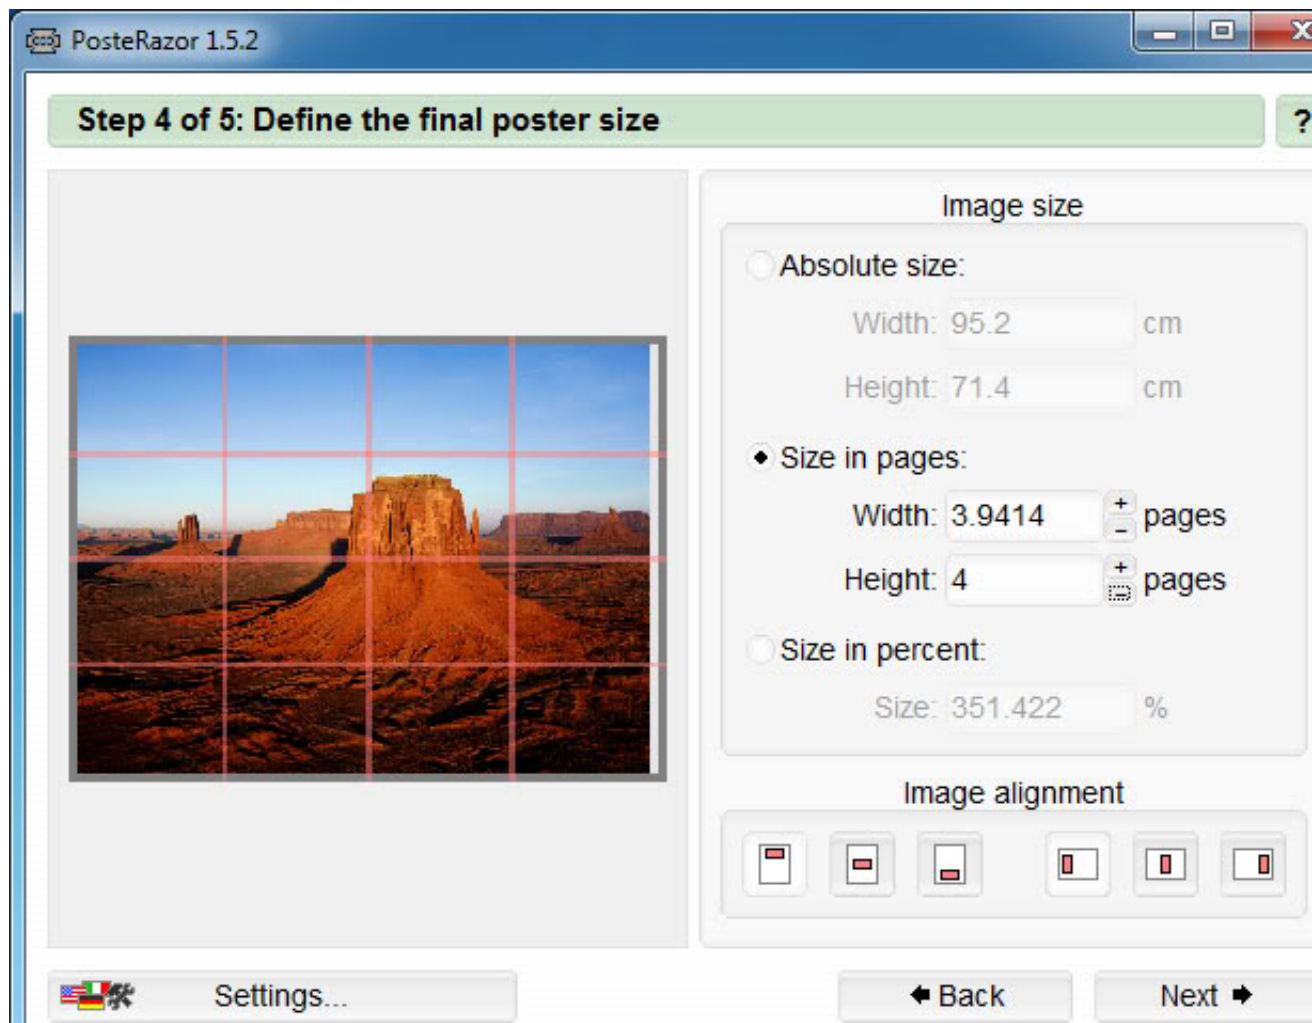 PosteRazor 1.5.2
Step 4 of 5: Define the final poster size
?
Image size
Absolute size:
Width: 95.2 cm
Height: 71.4 cm
Size in pages:
Width: 3.9414 + - pages
Height: 4 + - pages
Size in percent:
Size: 351.422 %
Image alignment
Settings...
Back
Next